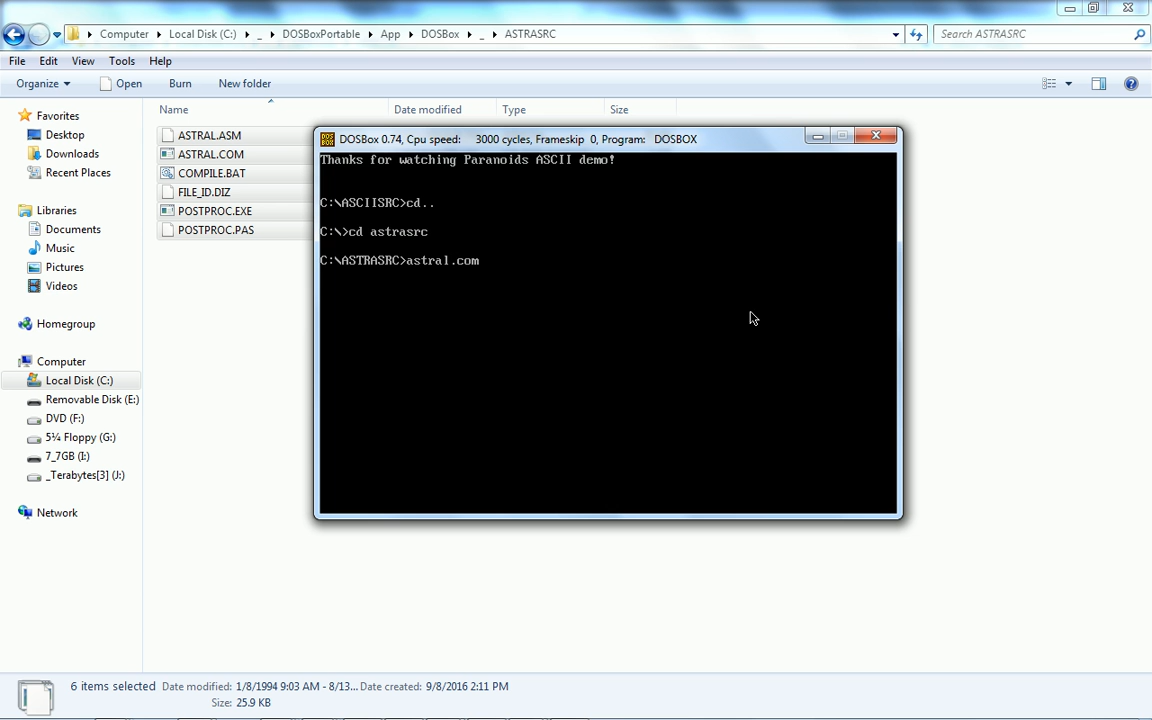 Computer Local Disk (C:) _ DOSBoxPortable App DOSBox _ ASTRASRC
Search ASTRASRC
File Edit View Tools Help
Organize Open Burn New folder
Name Date modified Type Size
Favorites
Desktop
Downloads
Recent Places
Libraries
Documents
Music
Pictures
Videos
Homegroup
Computer
Local Disk (C:)
Removable Disk (E:)
DVD (F:)
5¼ Floppy (G:)
7_7GB (I:)
_Terabytes[3] (J:)
Network
ASTRAL.ASM
ASTRAL.COM
COMPILE.BAT
FILE_ID.DIZ
POSTPROC.EXE
POSTPROC.PAS
DOS BOX
DOSBox 0.74, Cpu speed: 3000 cycles, Frameskip 0, Program: DOSBOX
Thanks for watching Paranoids ASCII demo!
C:\ASCIISRC>cd..
C:\>cd astrasrc
C:\ASTRASRC>astral.com
6 items selected Date modified: 1/8/1994 9:03 AM - 8/13... Date created: 9/8/2016 2:11 PM
Size: 25.9 KB